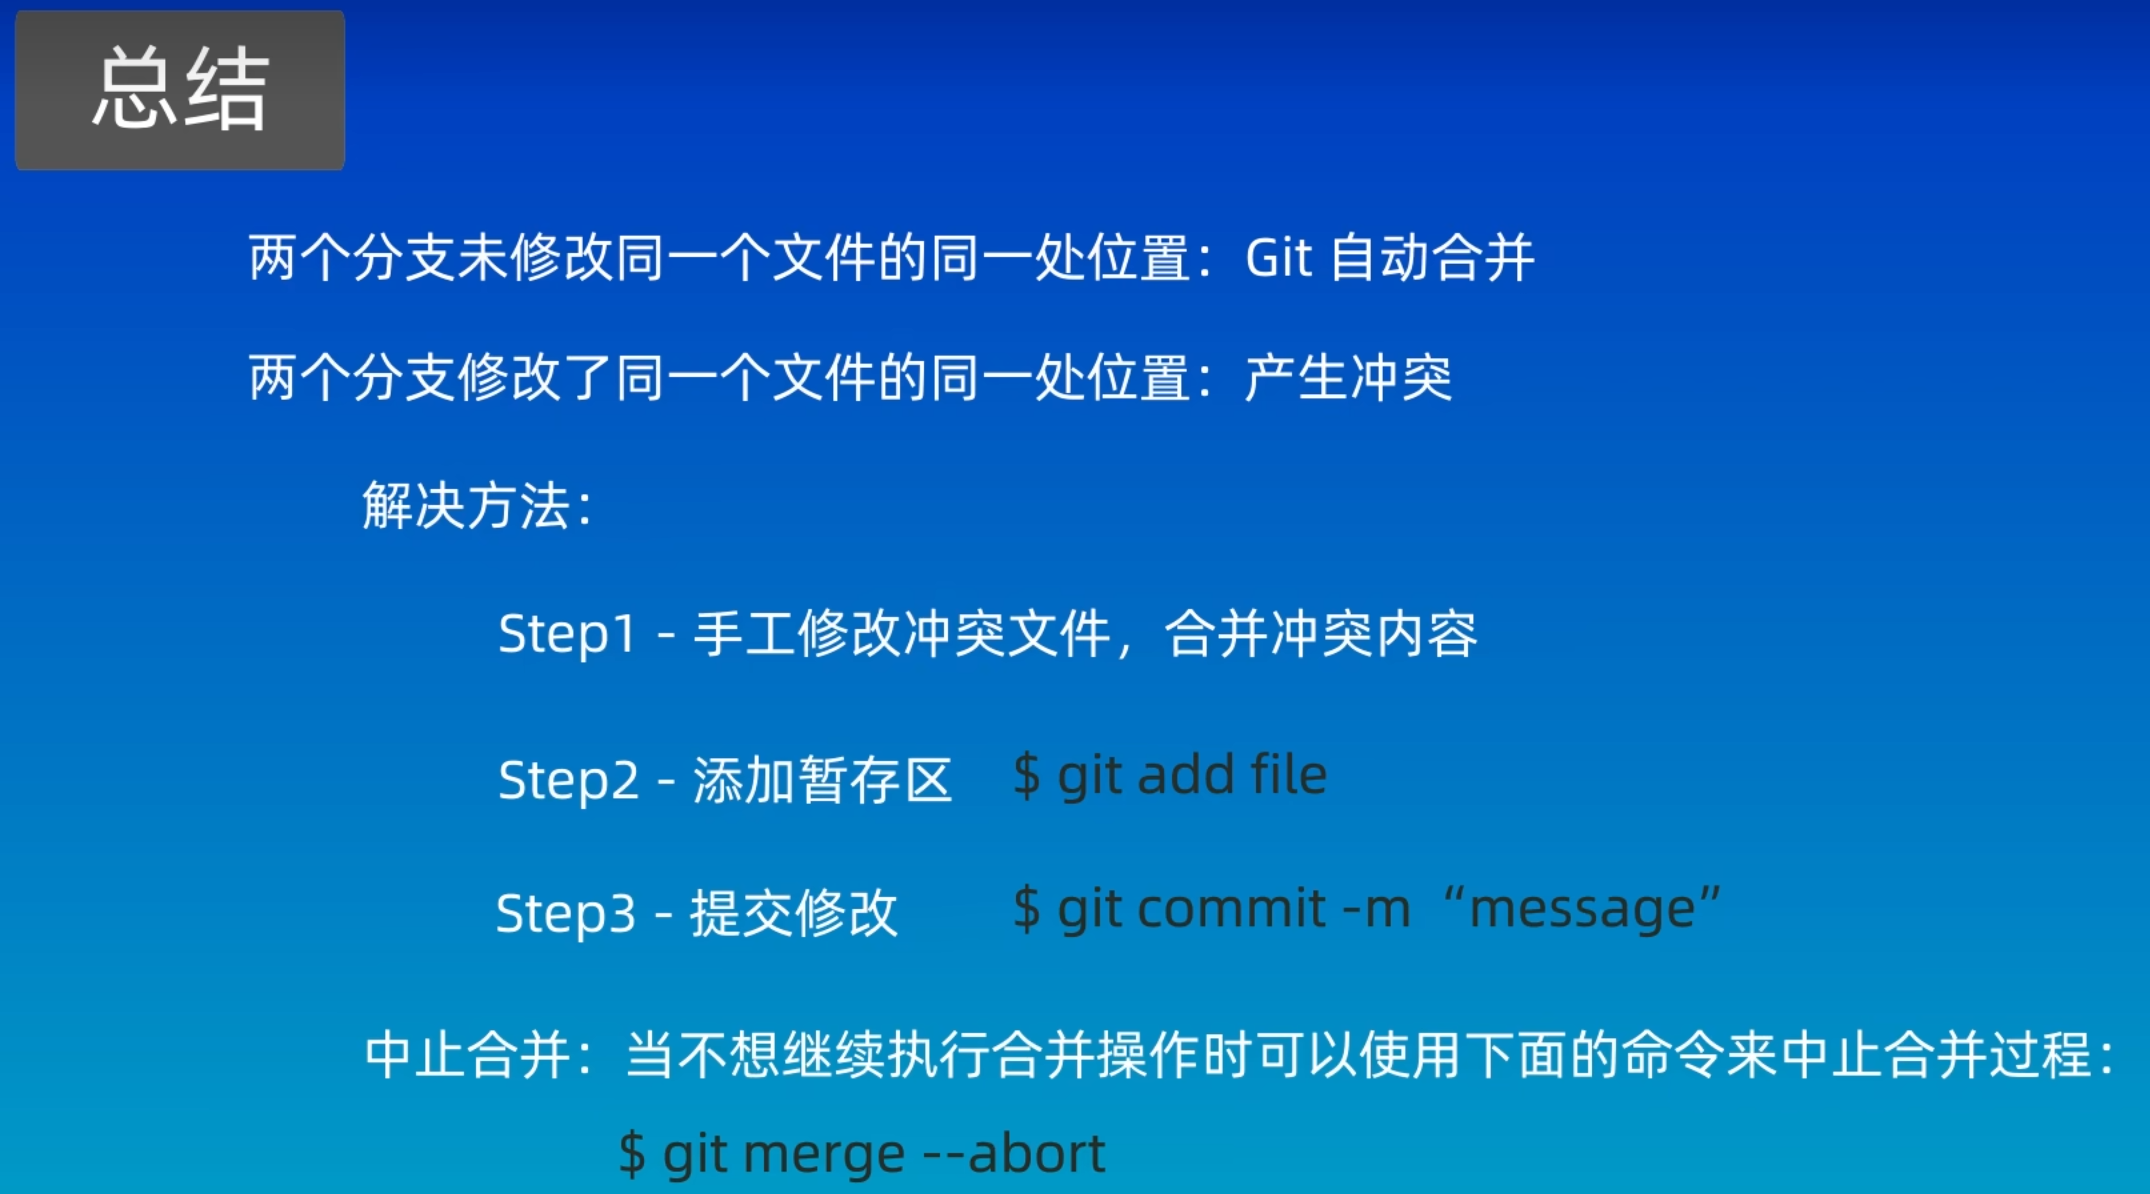 总结
两个分支未修改同一个文件的同一处位置：Git 自动合并
两个分支修改了同一个文件的同一处位置：产生冲突
解决方法：
Step1 - 手工修改冲突文件，合并冲突内容
Step2 - 添加暂存区 $ git add file
Step3 - 提交修改 $ git commit -m “message”
中止合并：当不想继续执行合并操作时可以使用下面的命令来中止合并过程：
$ git merge --abort